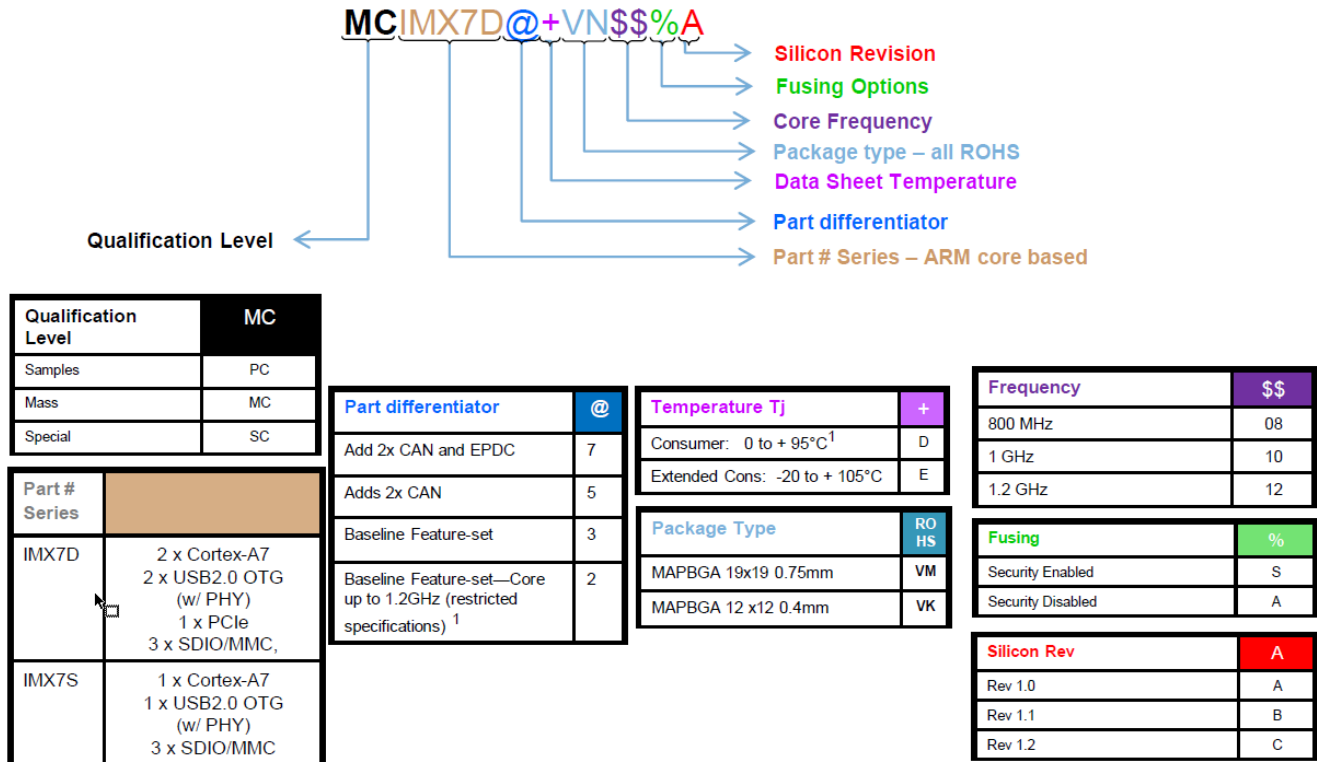 MCIMX7D@+VN$$%A
Silicon Revision
Fusing Options
Core Frequency
Package type – all ROHS
Data Sheet Temperature
Part differentiator
Qualification Level
Part # Series – ARM core based
Qualification Level MC
Samples PC
Mass MC
Special SC
Part # Series
IMX7D
2 x Cortex-A7
2 x USB2.0 OTG
(w/ PHY)
1 x PCIe
3 x SDIO/MMC,
IMX7S
1 x Cortex-A7
1 x USB2.0 OTG
(w/ PHY)
3 x SDIO/MMC
Part differentiator @
Add 2x CAN and EPDC 7
Adds 2x CAN 5
Baseline Feature-set 3
Baseline Feature-set—Core 2
up to 1.2GHz (restricted
specifications) 1
Temperature Tj +
Consumer: 0 to + 95°C1 D
Extended Cons: -20 to + 105°C E
Package Type ROHS
MAPBGA 19x19 0.75mm VM
MAPBGA 12 x12 0.4mm VK
Frequency $$
800 MHz 08
1 GHz 10
1.2 GHz 12
Fusing %
Security Enabled S
Security Disabled A
Silicon Rev A
Rev 1.0 A
Rev 1.1 B
Rev 1.2 C